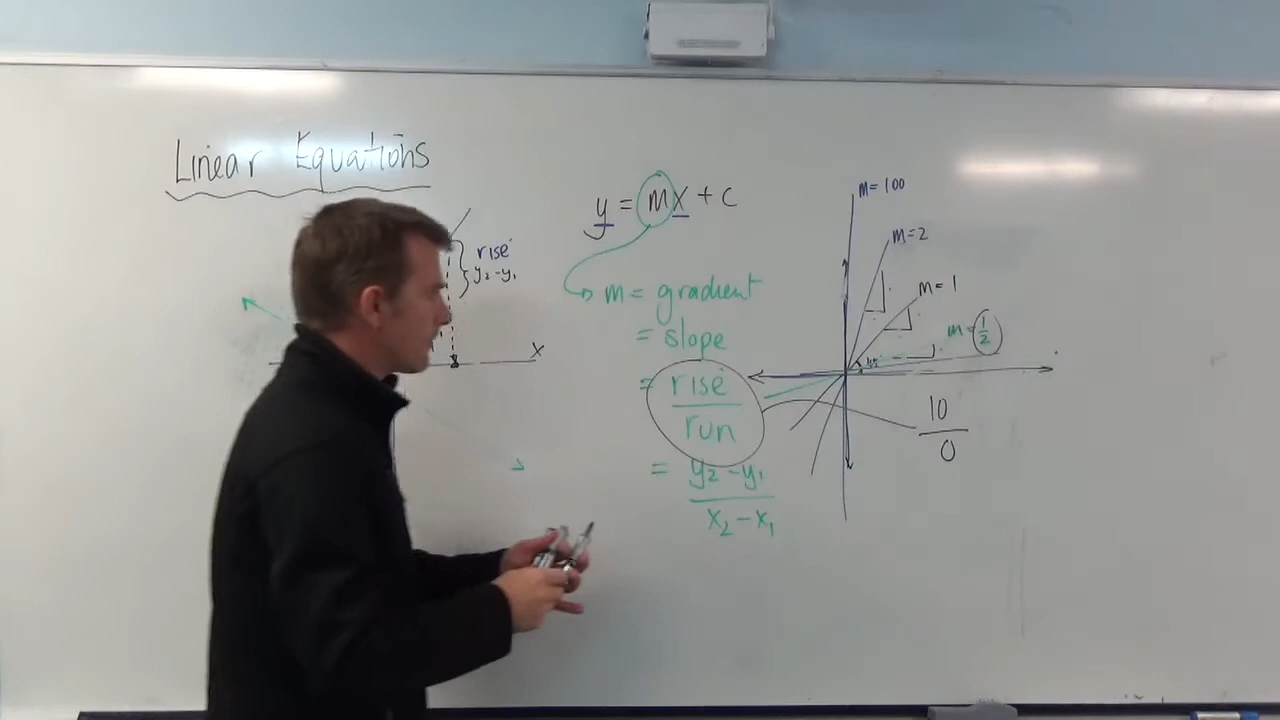 Linear Equations
rise
y₂-y₁
x
y = mx + c
m = gradient
= slope
= rise
run
= y₂-y₁
x₂-x₁
m=100
m=2
m=1
m=1/2
45°
10
0